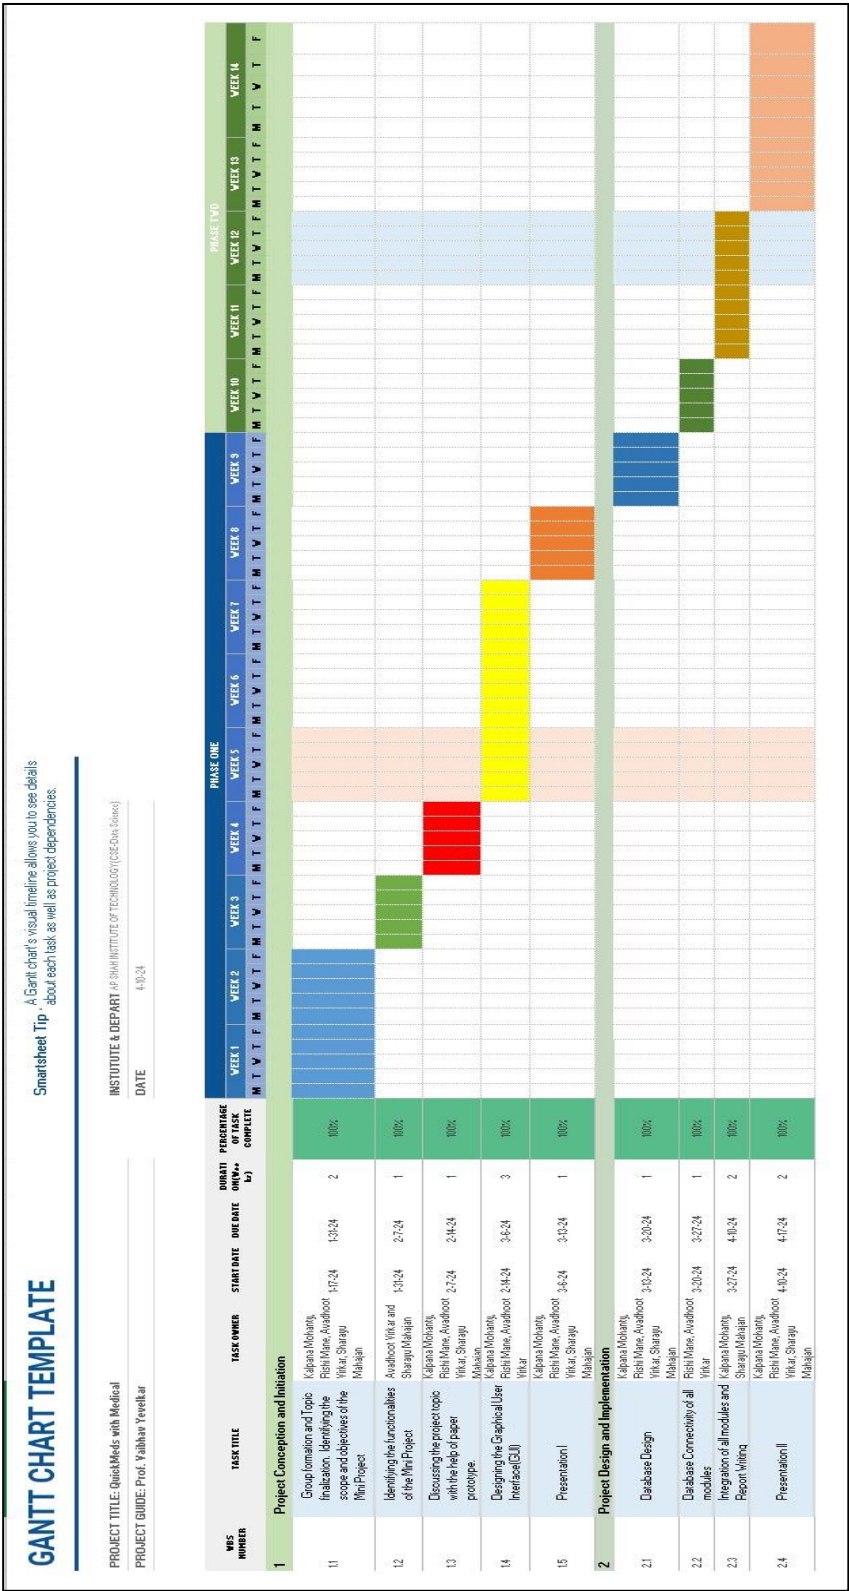 GANTT CHART TEMPLATE
Smartsheet Tip · A Gantt chart's visual timeline allows you to see details
about each task as well as project dependencies.
PROJECT TITLE: QuickMeds with Medical
INSTUTUTE & DEPART AP SHAH INSTITUTE OF TECHNOLOGY(CSE-Data Science)
PROJECT GUIDE: Prof. Vaibhav Yevelkar
DATE 4-10-24
PHASE ONE PHASE TWO
WBS
NUMBER
TASK TITLE
TASK OWNER
START DATE
DUE DATE
DURATI
ON(Wee
ks)
PERCENTAGE
OF TASK
COMPLETE
WEEK 1 WEEK 2 WEEK 3 WEEK 4 WEEK 5 WEEK 6 WEEK 7 WEEK 8 WEEK 9 WEEK 10 WEEK 11 WEEK 12 WEEK 13 WEEK 14
M T W T F M T W T F M T W T F M T W T F M T W T F M T W T F M T W T F M T W T F M T W T F M T W T F M T W T F M T W T F M T W T F M T W T F
1 Project Conception and Initiation
1.1
Group formation and Topic
finalization. Identifying the
scope and objectives of the
Mini Project
Kalpana Mohanty,
Rishi Mane, Avadhoot
Virkar, Sharayu
Mahajan
1-17-24 1-31-24 2 100%
1.2
Identifying the functionalities
of the Mini Project
Avadhoot Virkar and
Sharayu Mahajan
1-31-24 2-7-24 1 100%
1.3
Discussing the project topic
with the help of paper
prototype.
Kalpana Mohanty,
Rishi Mane, Avadhoot
Virkar, Sharayu
Mahajan
2-7-24 2-14-24 1 100%
1.4
Designing the Graphical User
Interface(GUI)
Kalpana Mohanty,
Rishi Mane, Avadhoot
Virkar
2-14-24 3-6-24 3 100%
1.5
Presentation I
Kalpana Mohanty,
Rishi Mane, Avadhoot
Virkar, Sharayu
Mahajan
3-6-24 3-13-24 1 100%
2 Project Design and Implementation
2.1
Database Design
Kalpana Mohanty,
Rishi Mane, Avadhoot
Virkar, Sharayu
Mahajan
3-13-24 3-20-24 1 100%
2.2
Database Connectivity of all
modules
Rishi Mane, Avadhoot
Virkar
3-20-24 3-27-24 1 100%
2.3
Integration of all modules and
Report Writing
Kalpana Mohanty,
Sharayu Mahajan
3-27-24 4-10-24 2 100%
2.4
Presentation II
Kalpana Mohanty,
Rishi Mane, Avadhoot
Virkar, Sharayu
Mahajan
4-10-24 4-17-24 2 100%